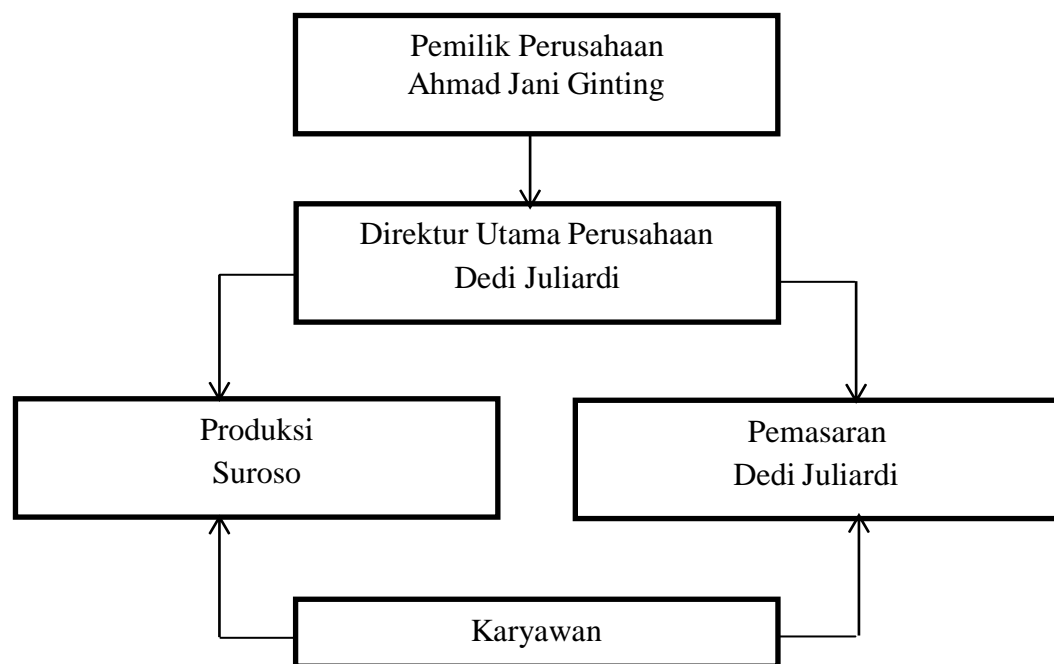 Pemilik Perusahaan
Ahmad Jani Ginting
Direktur Utama Perusahaan
Dedi Juliardi
Produksi
Suroso
Pemasaran
Dedi Juliardi
Karyawan